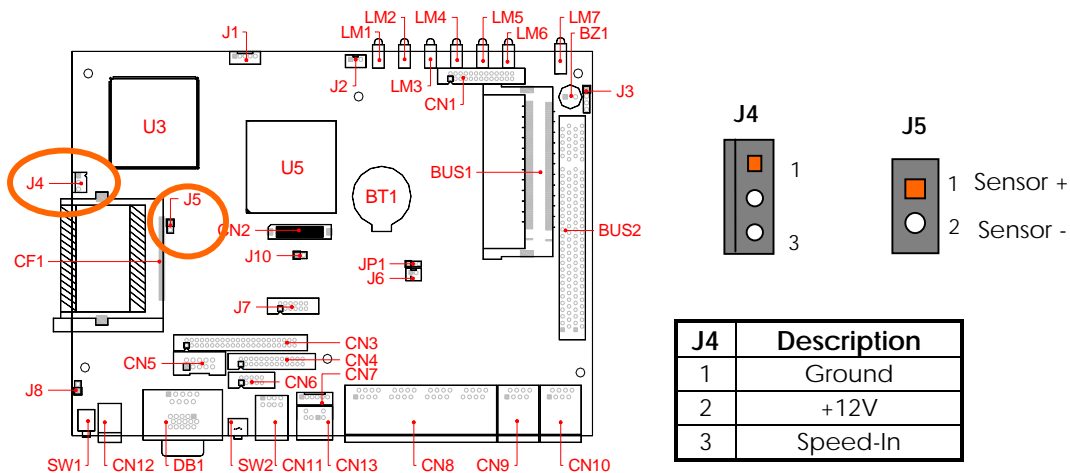 LM2 LM4 LM5 LM7
J1 LM1 LM6 BZ1
J2 LM3 CN1 J3
U3
U5
J4
J5
BUS1
BT1
CN2
BUS2
CF1
J10
JP1
J6
J7
CN3
CN5 CN4
CN7
CN6
J8
SW1 CN12 DB1 SW2 CN11 CN13 CN8 CN9 CN10
J4
1
3
J5
1 Sensor +
2 Sensor -
J4 Description
1 Ground
2 +12V
3 Speed-In